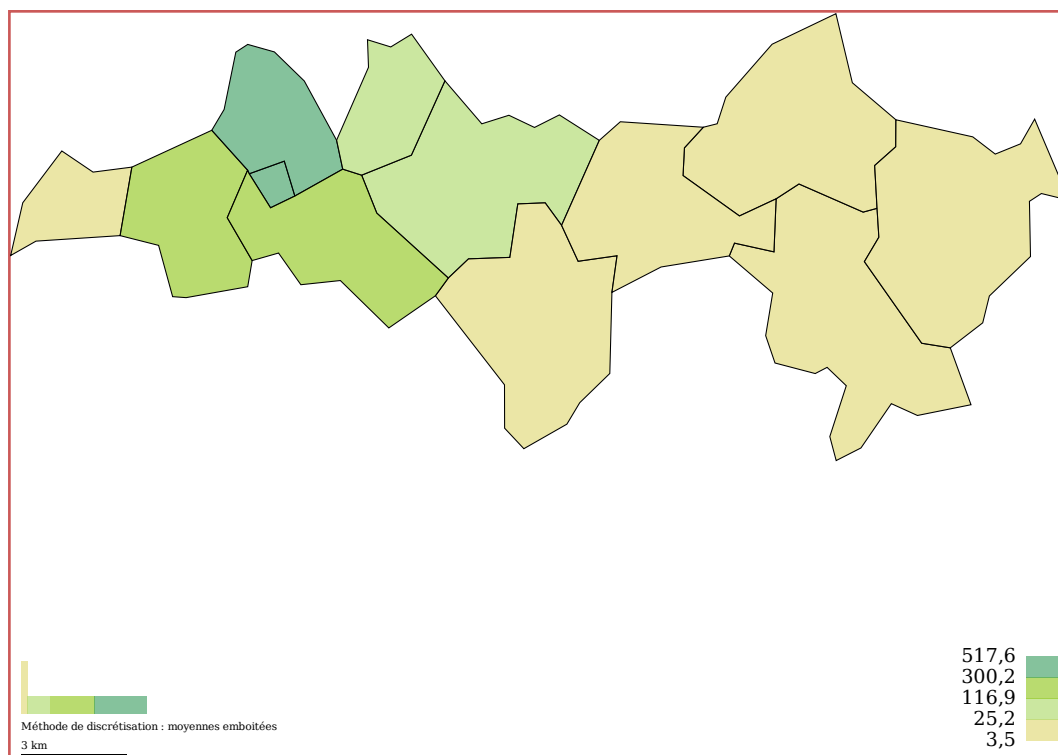 517,6
300,2
116,9
25,2
3,5
Méthode de discrétisation : moyennes emboitées
3 km